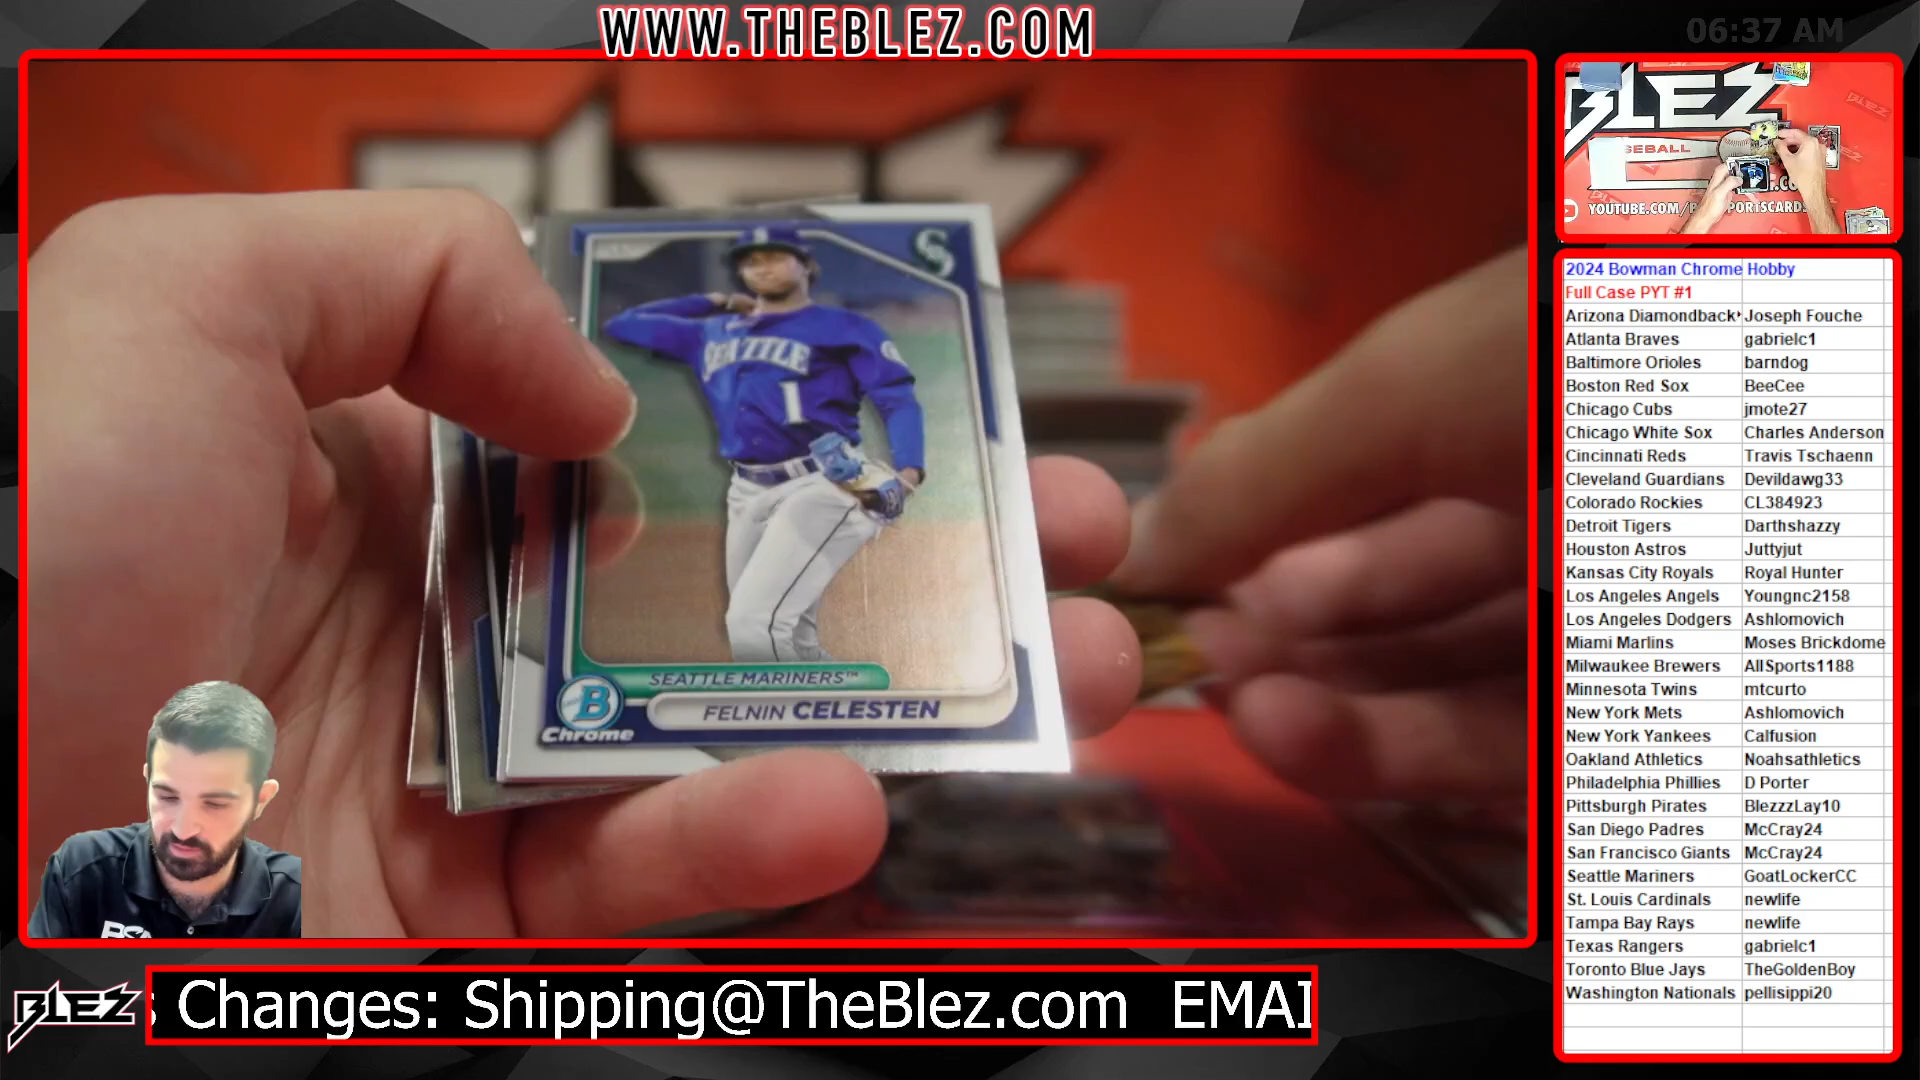 WWW.THEBLEZ.COM
06:37 AM
SEATTLE
1
SEATTLE MARINERS™
FELNIN CELESTEN
B
Chrome
BLEZ
BLEZ
SEBALL
YOUTUBE.COM/
2024 Bowman Chrome Hobby
Full Case PYT #1
Arizona Diamondback Joseph Fouche
Atlanta Braves gabrielc1
Baltimore Orioles barndog
Boston Red Sox BeeCee
Chicago Cubs jmote27
Chicago White Sox Charles Anderson
Cincinnati Reds Travis Tschaenn
Cleveland Guardians Devildawg33
Colorado Rockies CL384923
Detroit Tigers Darthshazzy
Houston Astros Juttyjut
Kansas City Royals Royal Hunter
Los Angeles Angels Youngnc2158
Los Angeles Dodgers Ashlomovich
Miami Marlins Moses Brickdome
Milwaukee Brewers AllSports1188
Minnesota Twins mtcurto
New York Mets Ashlomovich
New York Yankees Calfusion
Oakland Athletics Noahsathletics
Philadelphia Phillies D Porter
Pittsburgh Pirates BlezzzLay10
San Diego Padres McCray24
San Francisco Giants McCray24
Seattle Mariners GoatLockerCC
St. Louis Cardinals newlife
Tampa Bay Rays newlife
Texas Rangers gabrielc1
Toronto Blue Jays TheGoldenBoy
Washington Nationals pellisippi20
BLEZ
s Changes: Shipping@TheBlez.com EMAI